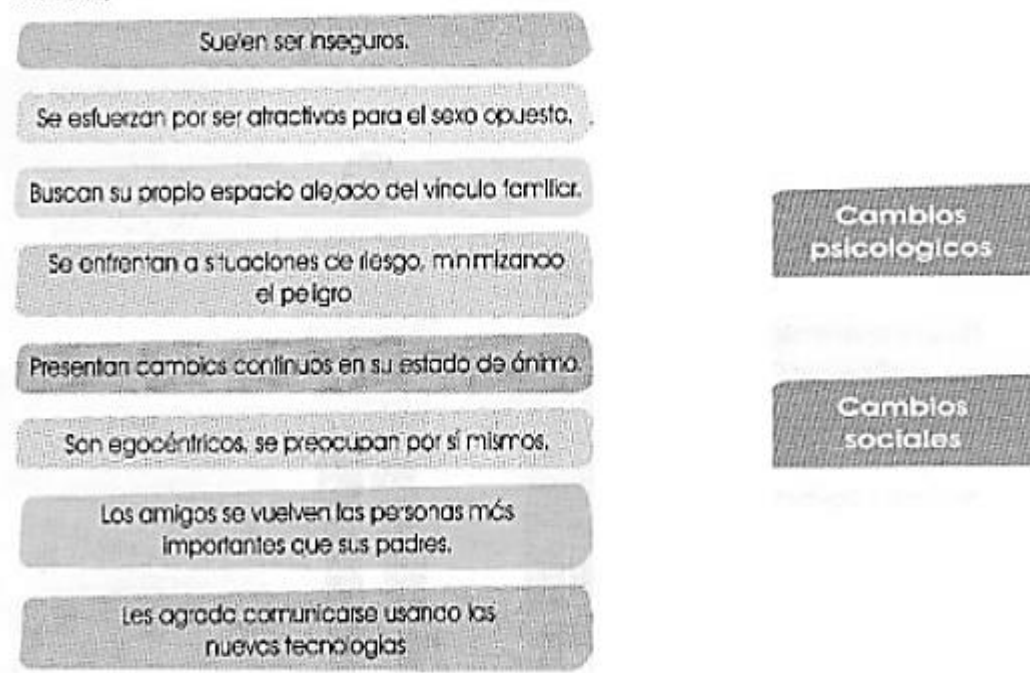 Suelen ser inseguros.
Se esfuerzan por ser atractivos para el sexo opuesto.
Buscan su propio espacio alejado del vínculo familiar.
Se enfrentan a situaciones de riesgo, minimizando
el peligro
Presentan cambios continuos en su estado de ánimo.
Son egocéntricos, se preocupan por sí mismos.
Los amigos se vuelven las personas más
importantes que sus padres.
Les agrada comunicarse usando las
nuevas tecnologías
Cambios
psicológicos
Cambios
sociales